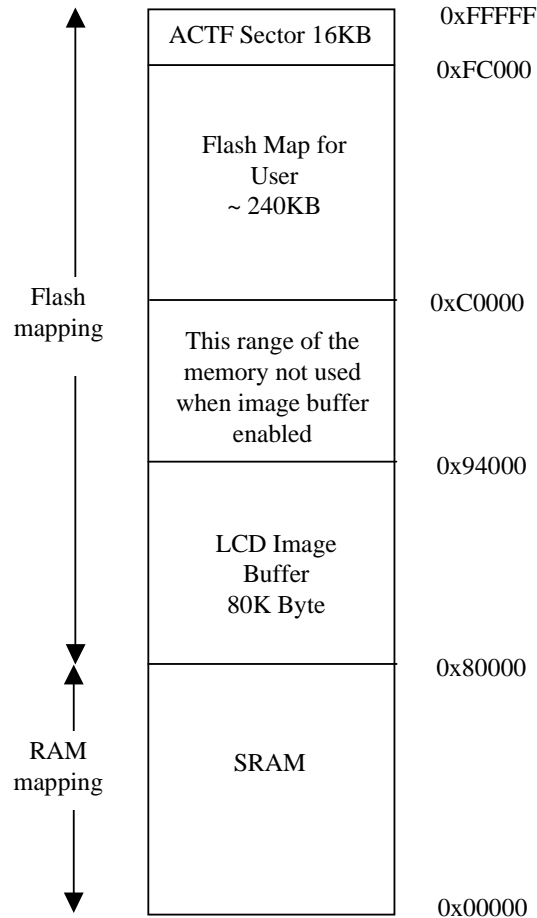 ACTF Sector 16KB
0xFFFFF
0xFC000
Flash Map for
User
~ 240KB
Flash
mapping
0xC0000
This range of the
memory not used
when image buffer
enabled
0x94000
LCD Image
Buffer
80K Byte
0x80000
RAM
mapping
SRAM
0x00000